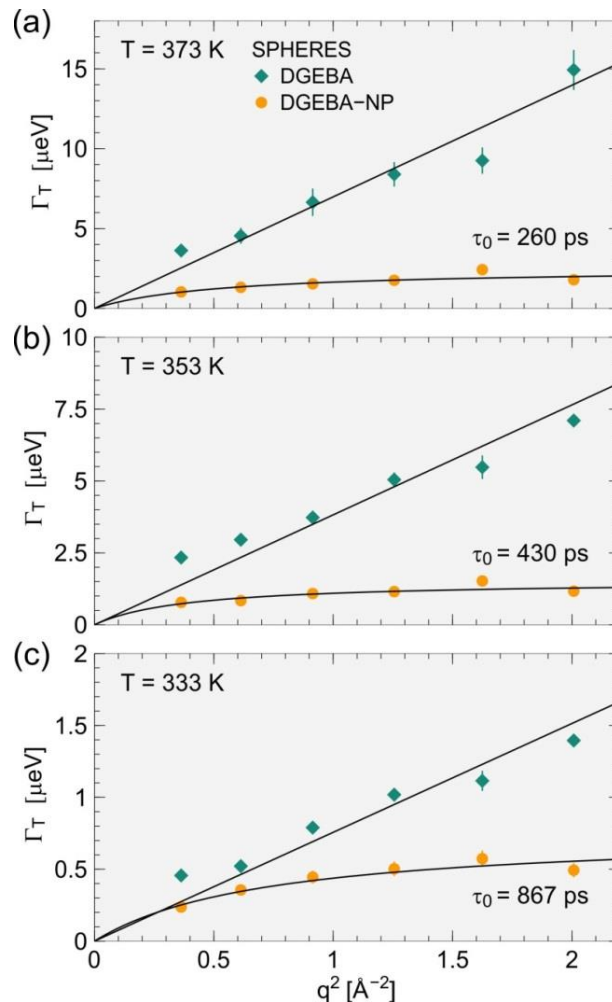 (a)
T = 373 K
SPHERES
DGEBA
DGEBA−NP
15
10
5
0
Γ_T [μeV]
τ₀ = 260 ps
(b)
T = 353 K
10
7.5
5
2.5
0
Γ_T [μeV]
τ₀ = 430 ps
(c)
T = 333 K
2
1.5
1
0.5
0
Γ_T [μeV]
τ₀ = 867 ps
0 0.5 1 1.5 2
q² [Å⁻²]